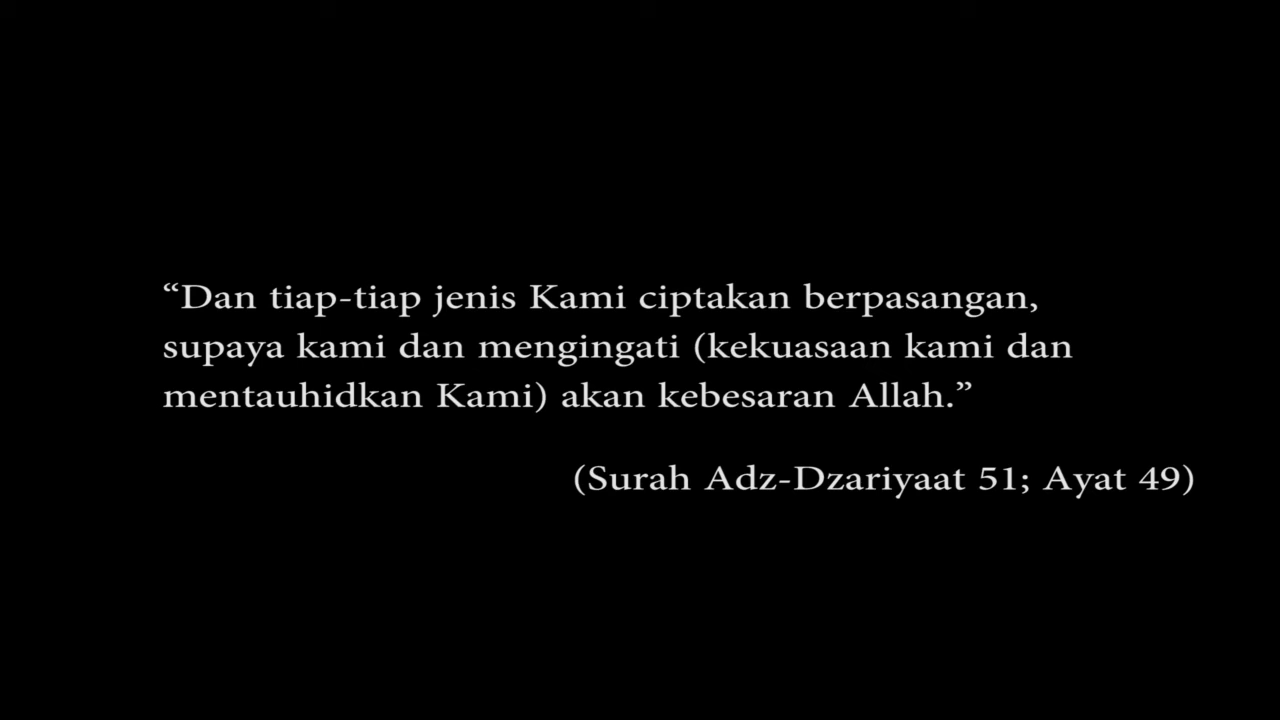 “Dan tiap-tiap jenis Kami ciptakan berpasangan,
supaya kami dan mengingati (kekuasaan kami dan
mentauhidkan Kami) akan kebesaran Allah.”
(Surah Adz-Dzariyaat 51; Ayat 49)